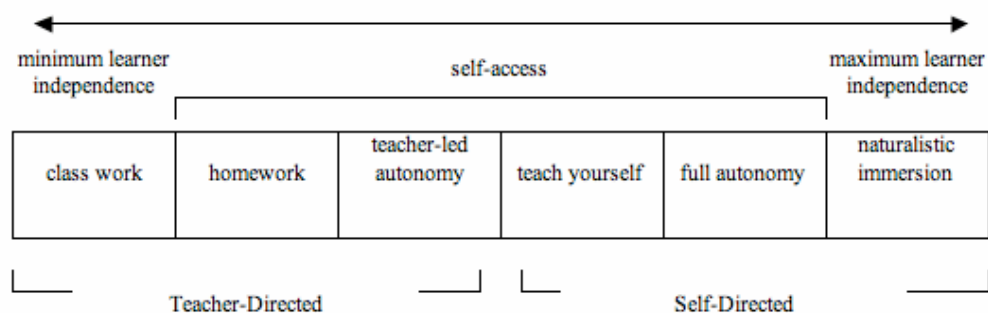 minimum learner
independence
self-access
maximum learner
independence
class work
homework
teacher-led
autonomy
teach yourself
full autonomy
naturalistic
immersion
Teacher-Directed
Self-Directed